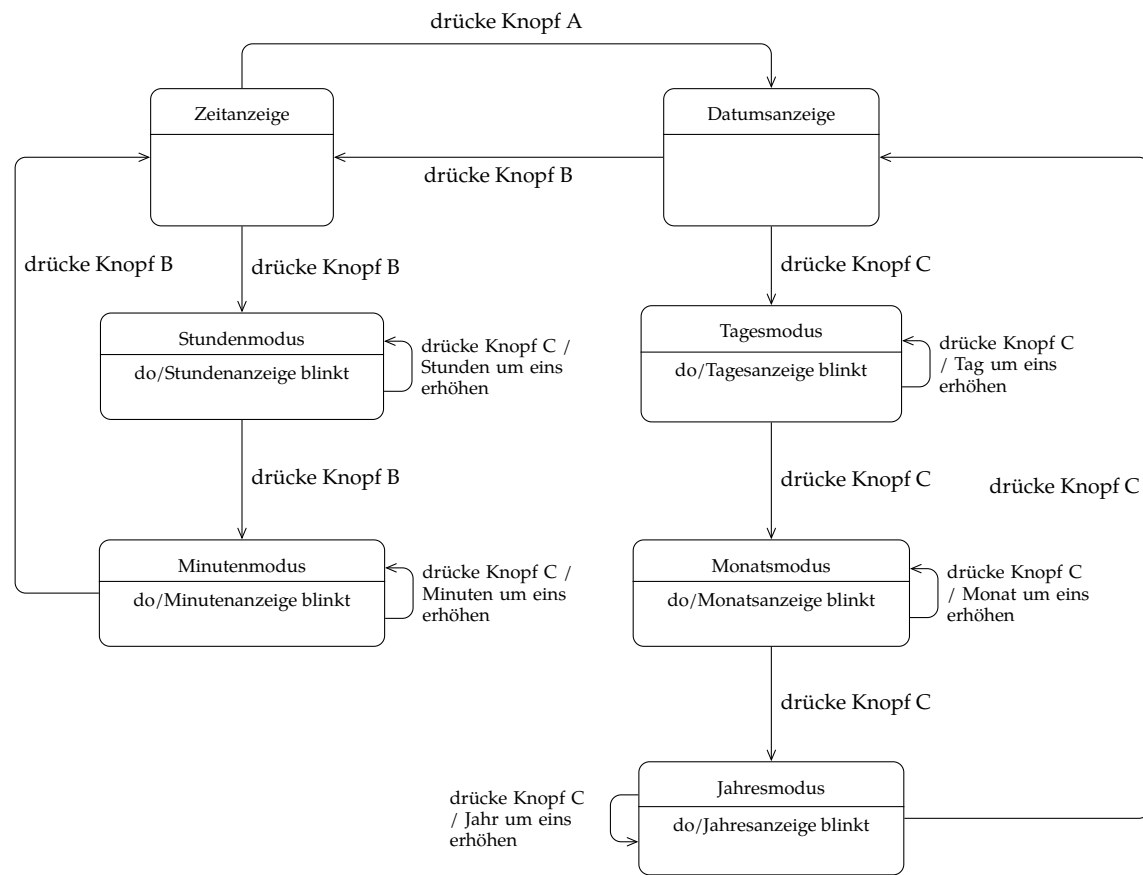 drücke Knopf A
Zeitanzeige
Datumsanzeige
drücke Knopf B
drücke Knopf B
drücke Knopf B
drücke Knopf C
Stundenmodus
do/Stundenanzeige blinkt
drücke Knopf C /
Stunden um eins
erhöhen
Tagesmodus
do/Tagesanzeige blinkt
drücke Knopf C
/ Tag um eins
erhöhen
drücke Knopf B
drücke Knopf C
drücke Knopf C
Minutenmodus
do/Minutenanzeige blinkt
drücke Knopf C /
Minuten um eins
erhöhen
Monatsmodus
do/Monatsanzeige blinkt
drücke Knopf C
/ Monat um eins
erhöhen
drücke Knopf C
drücke Knopf C
/ Jahr um eins
erhöhen
Jahresmodus
do/Jahresanzeige blinkt